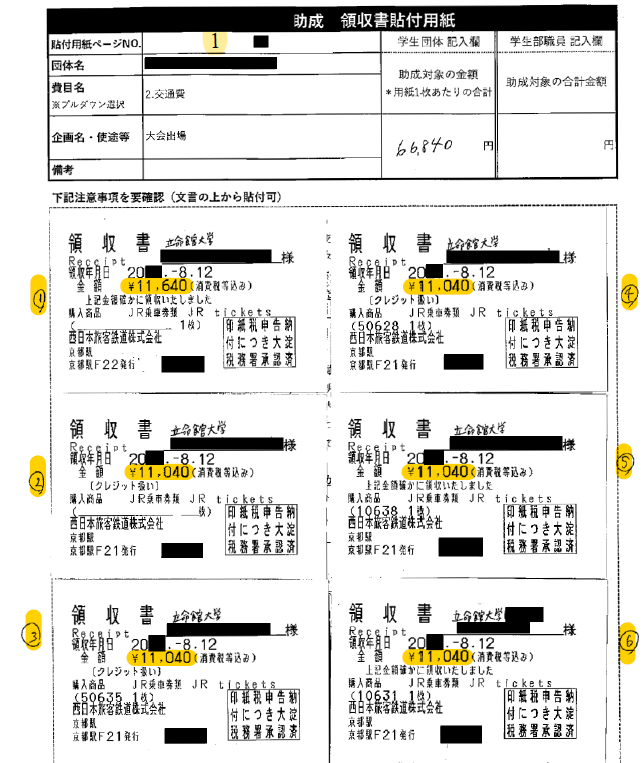 助成 領収書貼付用紙
貼付用紙ページNO. 1
学生団体 記入欄
学生部職員 記入欄
団体名
助成対象の金額
*用紙1枚あたりの合計
助成対象の合計金額
費目名
※プルダウン選択
2.交通費
企画名・使途等
大会出場
66,840 円
円
備考
下記注意事項を要確認（文書の上から貼付可）
①
領収書 立命館大学 様
Receipt
領収年月日 20 .-8.12
金額 ¥11,640(消費税等込み)
上記金額確かに領収いたしました
購入商品 JR乗車券類 JR tickets
( 1枚)
西日本旅客鉄道株式会社
京都駅
京都駅F22発行
印紙税申告納
付につき大淀
税務署承認済
②
領収書 立命館大学 様
Receipt
領収年月日 20 .-8.12
金額 ¥11,040(消費税等込み)
(クレジット扱い)
購入商品 JR乗車券類 JR tickets
( 枚)
西日本旅客鉄道株式会社
京都駅
京都駅F21発行
印紙税申告納
付につき大淀
税務署承認済
③
領収書 立命館大学 様
Receipt
領収年月日 20 .-8.12
金額 ¥11,040(消費税等込み)
(クレジット扱い)
購入商品 JR乗車券類 JR tickets
(50635 1枚)
西日本旅客鉄道株式会社
京都駅
京都駅F21発行
印紙税申告納
付につき大淀
税務署承認済
④
領収書 立命館大学 様
Receipt
領収年月日 20 .-8.12
金額 ¥11,040(消費税等込み)
(クレジット扱い)
購入商品 JR乗車券類 JR tickets
(50628 1枚)
西日本旅客鉄道株式会社
京都駅
京都駅F21発行
印紙税申告納
付につき大淀
税務署承認済
⑤
領収書 立命館大学 様
Receipt
領収年月日 20 .-8.12
金額 ¥11,040(消費税等込み)
上記金額確かに領収いたしました
購入商品 JR乗車券類 JR tickets
(10638 1枚)
西日本旅客鉄道株式会社
京都駅
京都駅F21発行
印紙税申告納
付につき大淀
税務署承認済
⑥
領収書 立命館大学 様
Receipt
領収年月日 20 .-8.12
金額 ¥11,040(消費税等込み)
上記金額確かに領収いたしました
購入商品 JR乗車券類 JR tickets
(10631 1枚)
西日本旅客鉄道株式会社
京都駅
京都駅F21発行
印紙税申告納
付につき大淀
税務署承認済